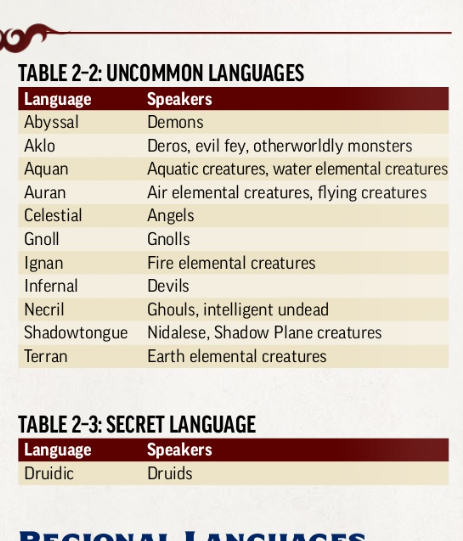 TABLE 2–2: UNCOMMON LANGUAGES
Language Speakers
Abyssal Demons
Aklo Deros, evil fey, otherworldly monsters
Aquan Aquatic creatures, water elemental creatures
Auran Air elemental creatures, flying creatures
Celestial Angels
Gnoll Gnolls
Ignan Fire elemental creatures
Infernal Devils
Necril Ghouls, intelligent undead
Shadowtongue Nidalese, Shadow Plane creatures
Terran Earth elemental creatures
TABLE 2–3: SECRET LANGUAGE
Language Speakers
Druidic Druids
REGIONAL LANGUAGES